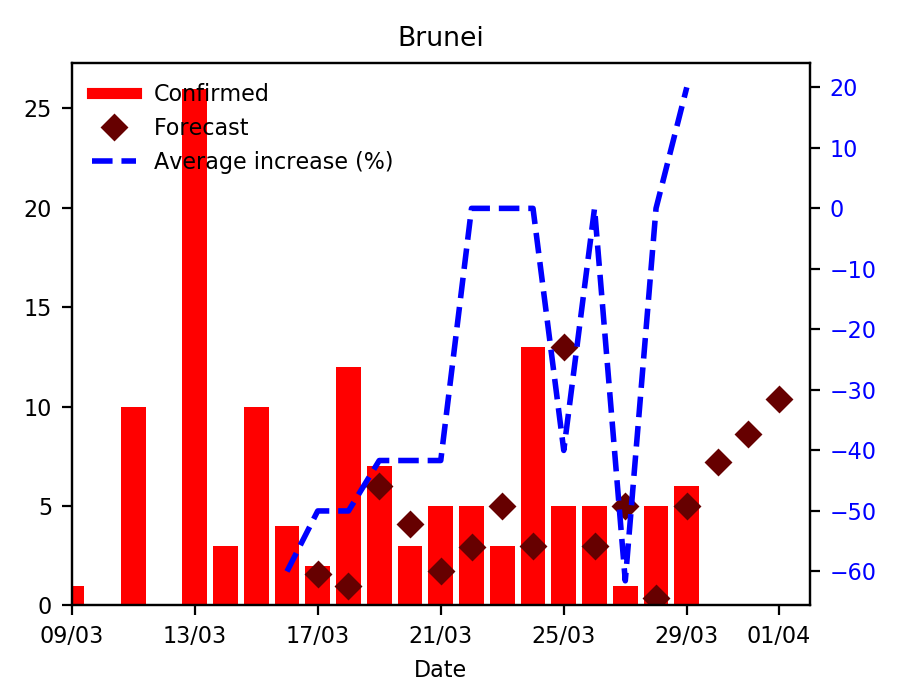 Brunei
Confirmed
Forecast
Average increase (%)
25
20
15
10
5
0
20
10
0
−10
−20
−30
−40
−50
−60
09/03 13/03 17/03 21/03 25/03 29/03 01/04
Date